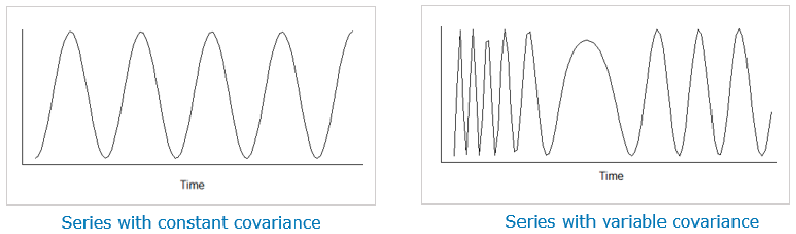 Time
Series with constant covariance
Time
Series with variable covariance